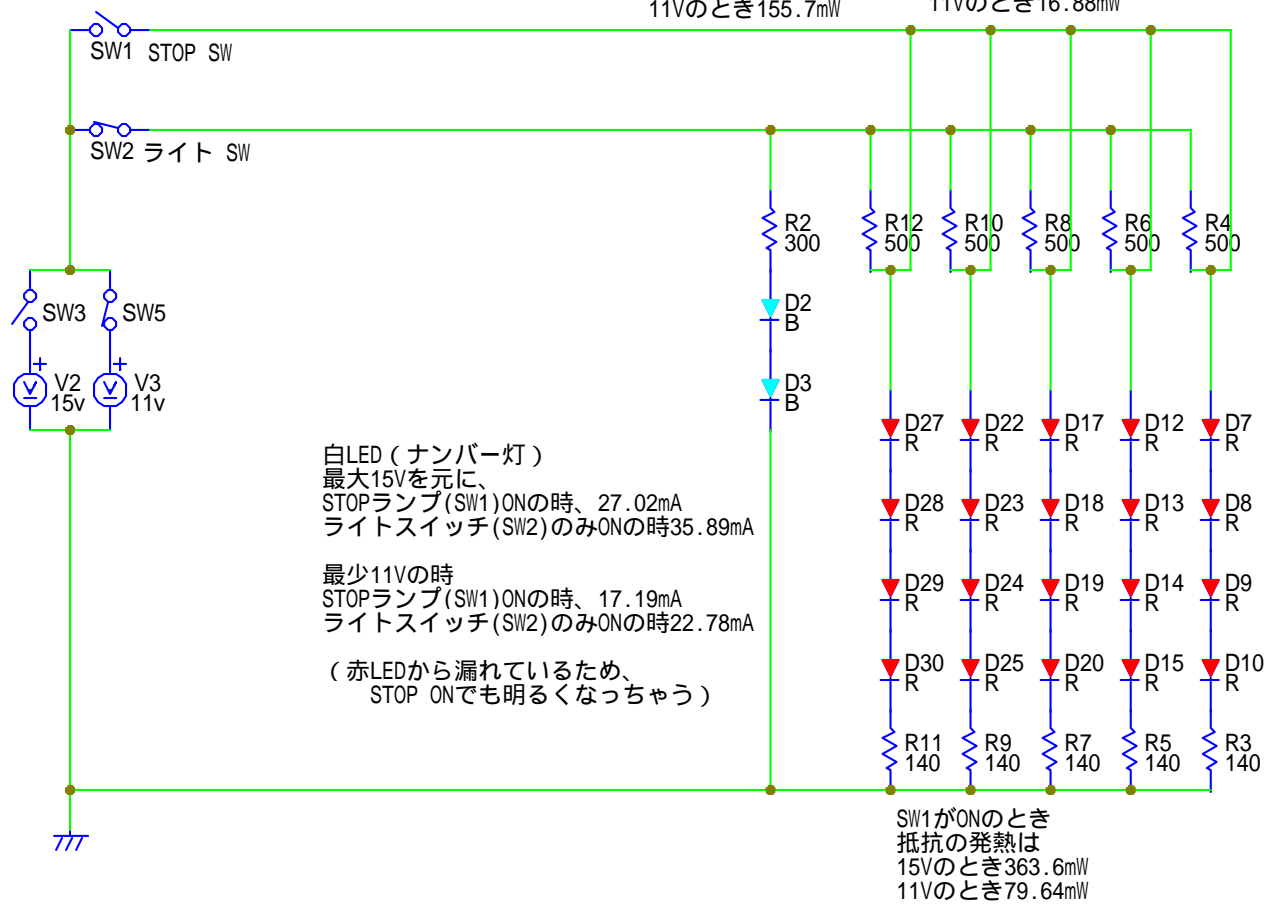 11Vのとき155.7mW
11Vのとき16.88mW
SW1 STOP SW
SW2 ライト SW
R2
300
R12
500
R10
500
R8
500
R6
500
R4
500
SW3
SW5
V2
15v
V3
11v
D2
B
D3
B
D27
R
D22
R
D17
R
D12
R
D7
R
D28
R
D23
R
D18
R
D13
R
D8
R
D29
R
D24
R
D19
R
D14
R
D9
R
D30
R
D25
R
D20
R
D15
R
D10
R
R11
140
R9
140
R7
140
R5
140
R3
140
白LED(ナンバー灯)
最大15Vを元に、
STOPランプ(SW1)ONの時、27.02mA
ライトスイッチ(SW2)のみONの時35.89mA
最少11Vの時
STOPランプ(SW1)ONの時、17.19mA
ライトスイッチ(SW2)のみONの時22.78mA
(赤LEDから漏れているため、
STOP ONでも明るくなっちゃう)
SW1がONのとき
抵抗の発熱は
15Vのとき363.6mW
11Vのとき79.64mW